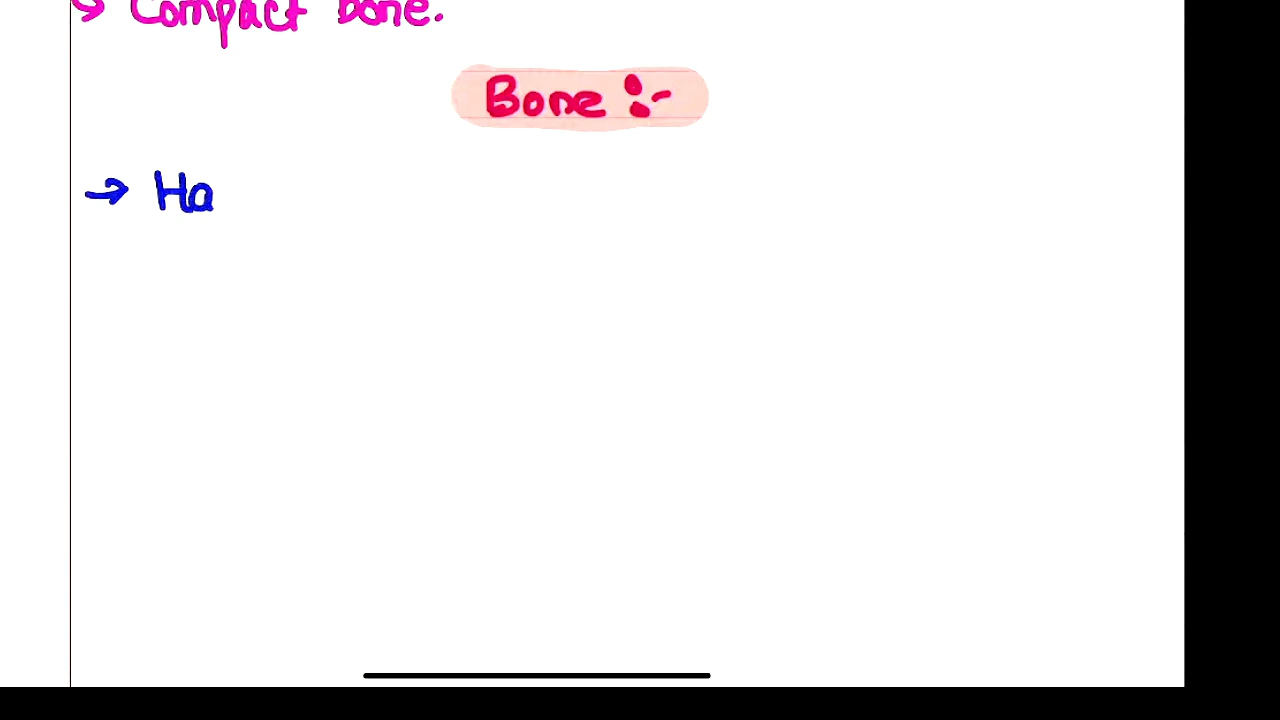 → Compact bone.
Bone :-
→ Ha